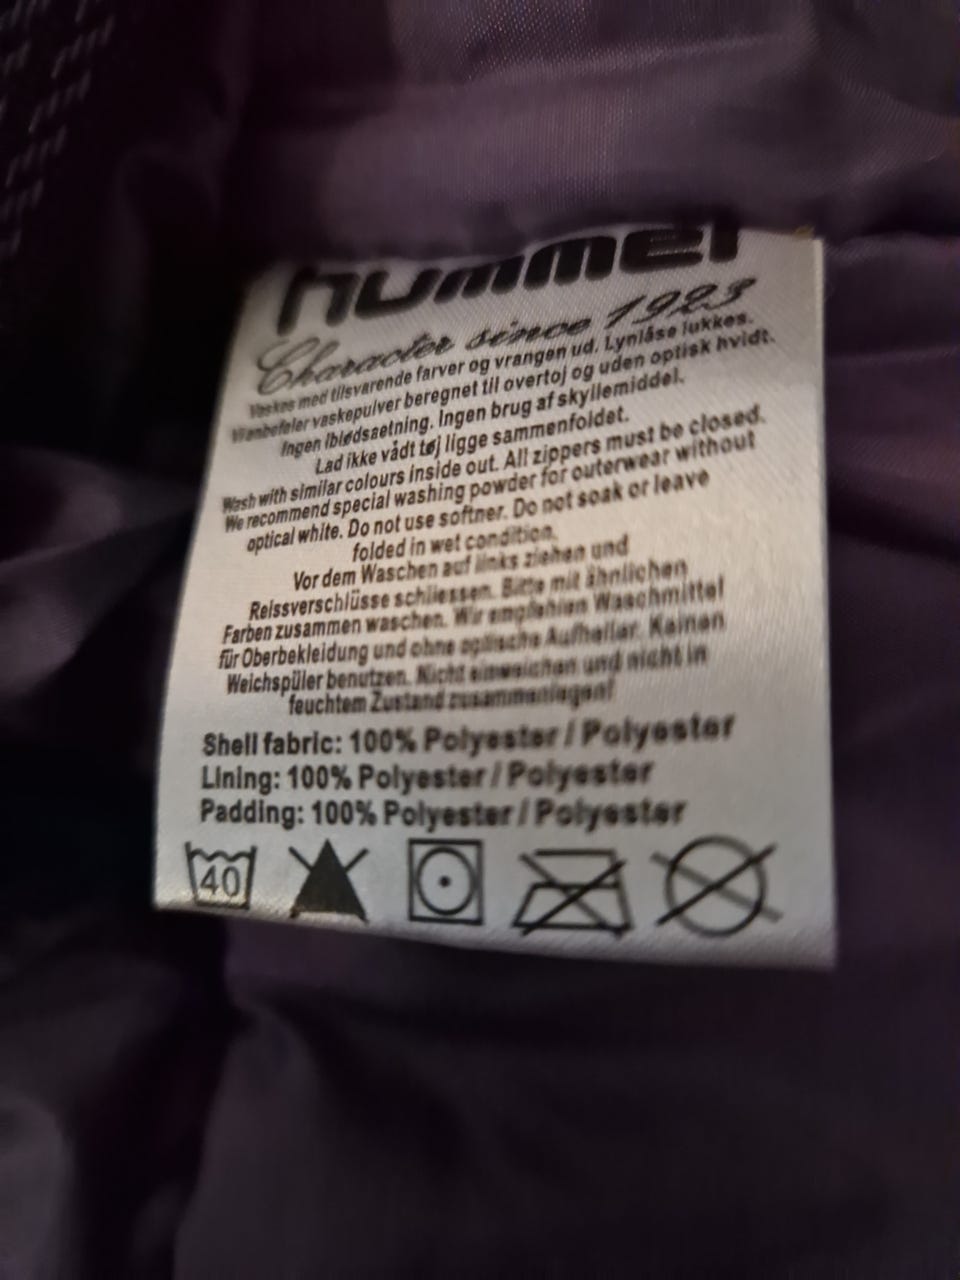 hummel
Character since 1923
Vaskes med tilsvarende farver og vrangen ud. Lynlåse lukkes.
Vi anbefaler vaskepulver beregnet til overtoj og uden optisk hvidt.
Ingen iblødsaetning. Ingen brug af skyllemiddel.
Lad ikke vådt tøj ligge sammenfoldet.
Wash with similar colours inside out. All zippers must be closed.
We recommend special washing powder for outerwear without
optical white. Do not use softner. Do not soak or leave
folded in wet condition.
Vor dem Waschen auf links ziehen und
Reissverschlüsse schliessen. Bitte mit ähnlichen
Farben zusammen waschen. Wir empfehlen Waschmittel
für Oberbekleidung und ohne optische Aufheller. Keinen
Weichspüler benutzen. Nicht einweichen und nicht in
feuchtem Zustand zusammenlegen!
Shell fabric: 100% Polyester / Polyester
Lining: 100% Polyester / Polyester
Padding: 100% Polyester / Polyester
40